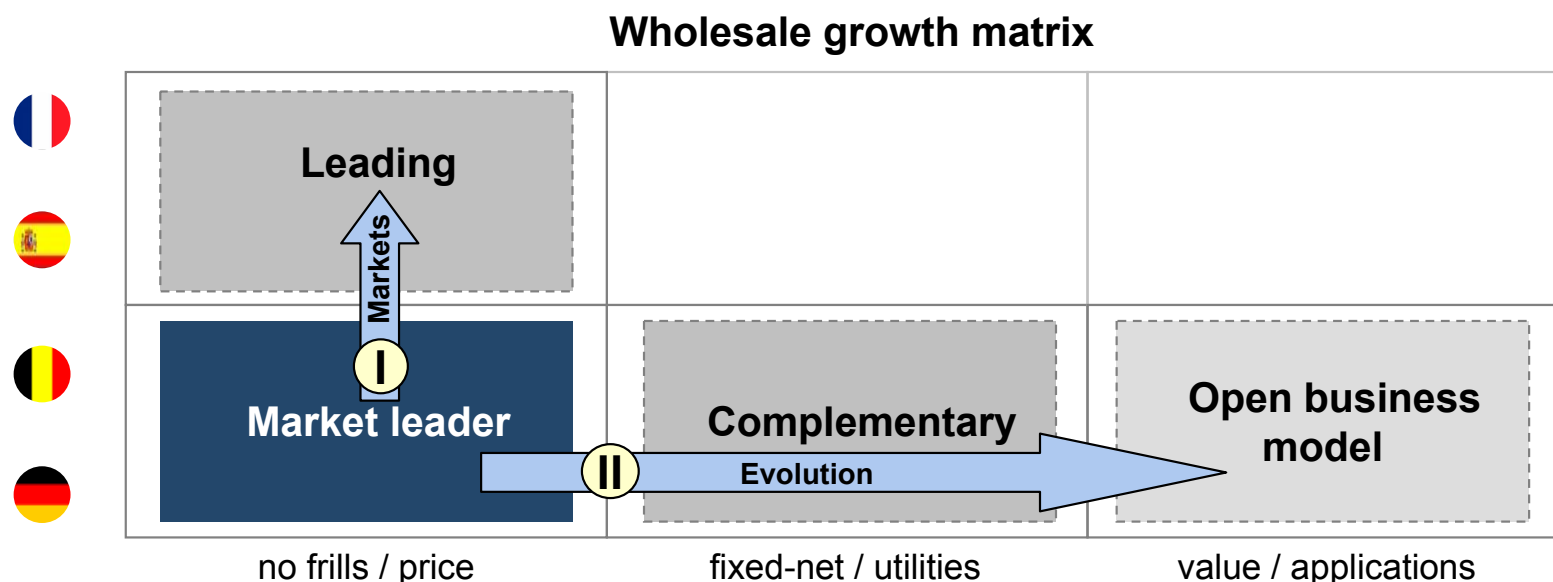 Wholesale growth matrix
Leading
Markets
I
Market leader
Complementary
Open business
model
II
Evolution
no frills / price
fixed-net / utilities
value / applications